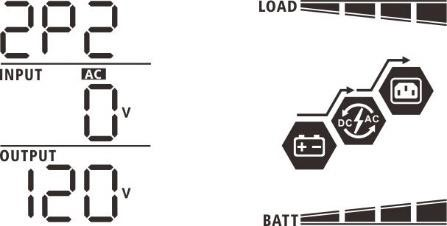 2P2
INPUT AC
0 V
OUTPUT
120 V
LOAD
DC AC
BATT